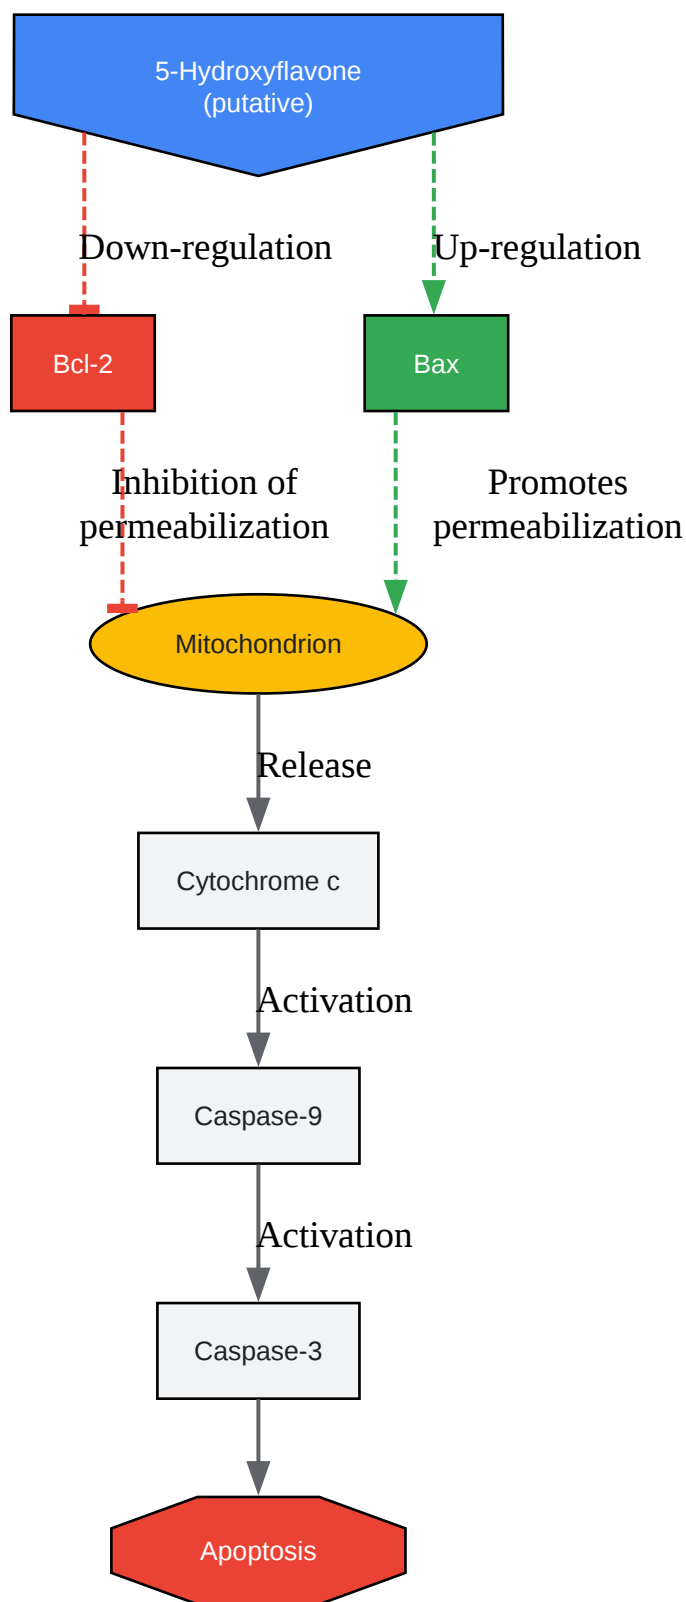 5-Hydroxyflavone
(putative)
Down-regulation
Up-regulation
Bcl-2
Bax
Inhibition of
permeabilization
Promotes
permeabilization
Mitochondrion
Release
Cytochrome c
Activation
Caspase-9
Activation
Caspase-3
Apoptosis